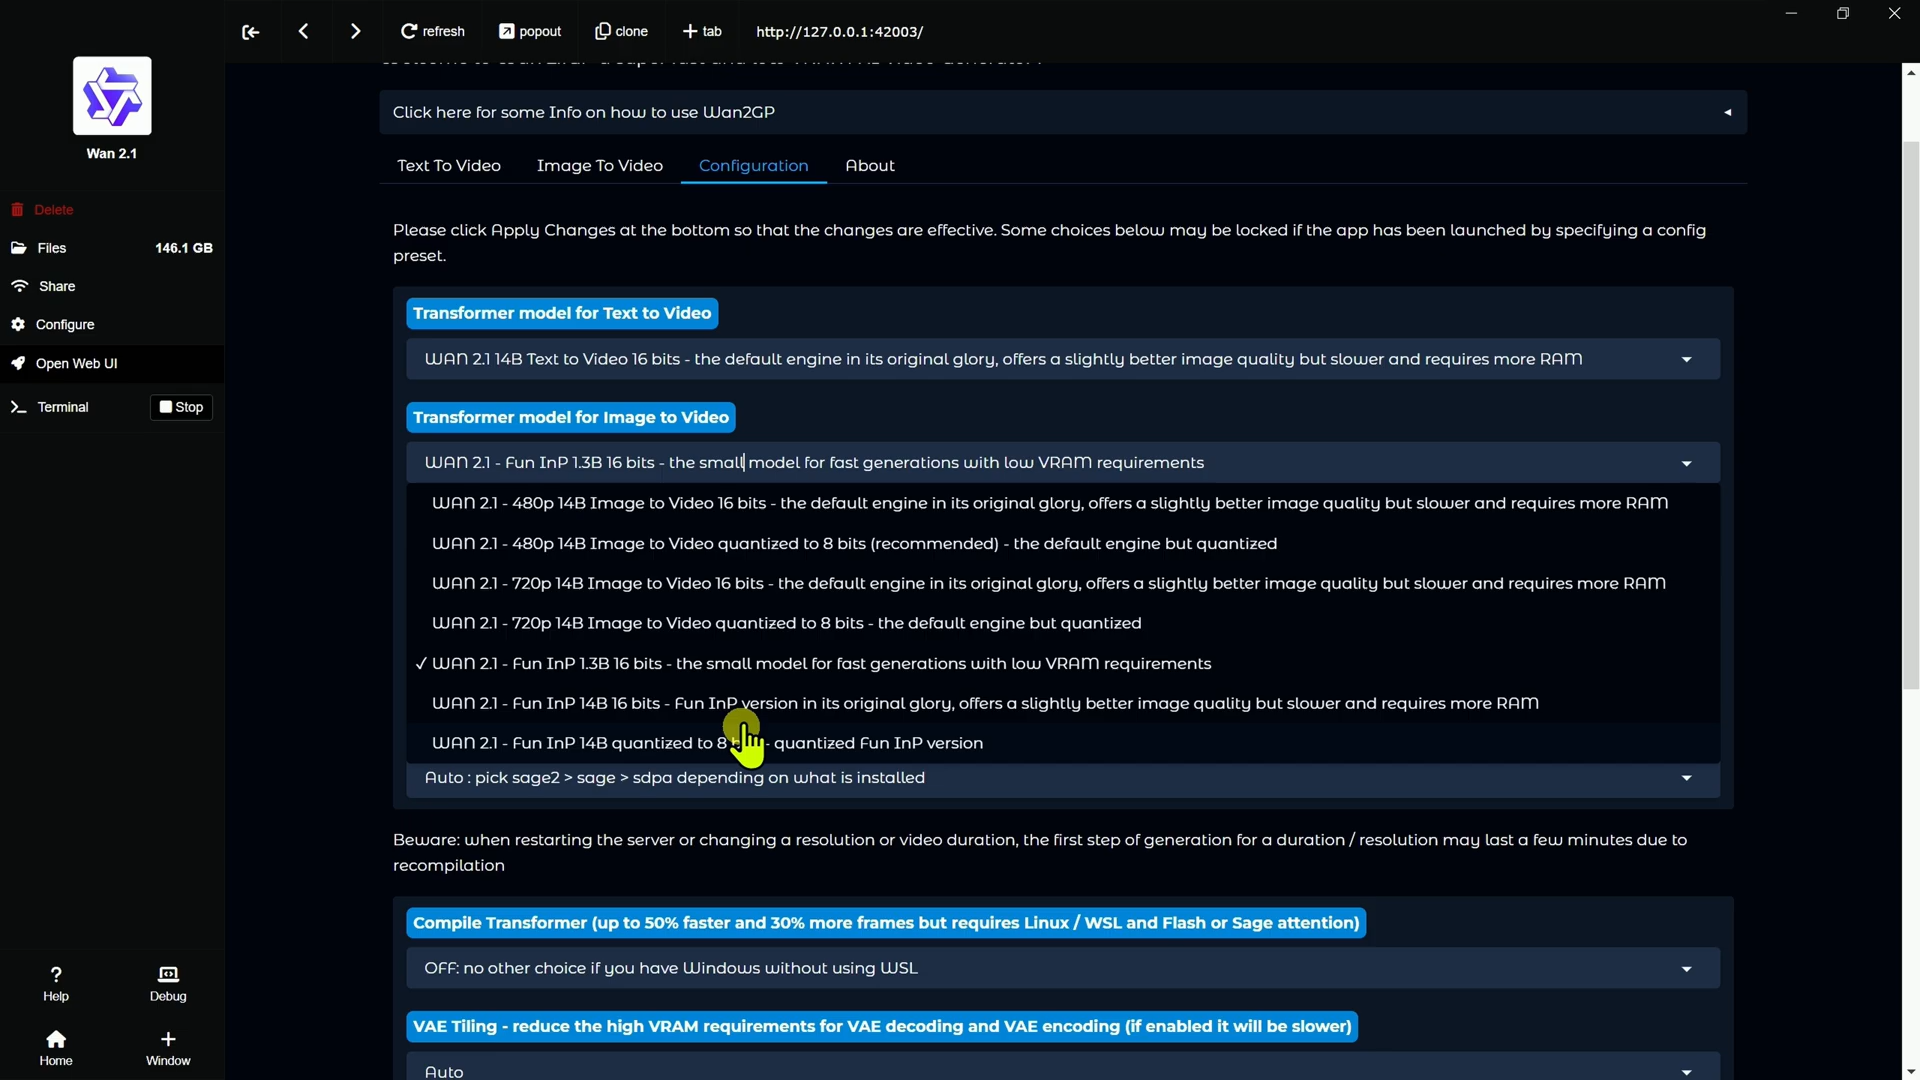 refresh
popout
clone
tab
http://127.0.0.1:42003/
Wan 2.1
Delete
Files 146.1 GB
Share
Configure
Open Web UI
Terminal
Stop
Help
Debug
Home
Window
Click here for some Info on how to use Wan2GP
Text To Video
Image To Video
Configuration
About
Please click Apply Changes at the bottom so that the changes are effective. Some choices below may be locked if the app has been launched by specifying a config
preset.
Transformer model for Text to Video
WAN 2.1 14B Text to Video 16 bits - the default engine in its original glory, offers a slightly better image quality but slower and requires more RAM
Transformer model for Image to Video
WAN 2.1 - Fun InP 1.3B 16 bits - the small model for fast generations with low VRAM requirements
WAN 2.1 - 480p 14B Image to Video 16 bits - the default engine in its original glory, offers a slightly better image quality but slower and requires more RAM
WAN 2.1 - 480p 14B Image to Video quantized to 8 bits (recommended) - the default engine but quantized
WAN 2.1 - 720p 14B Image to Video 16 bits - the default engine in its original glory, offers a slightly better image quality but slower and requires more RAM
WAN 2.1 - 720p 14B Image to Video quantized to 8 bits - the default engine but quantized
✓ WAN 2.1 - Fun InP 1.3B 16 bits - the small model for fast generations with low VRAM requirements
WAN 2.1 - Fun InP 14B 16 bits - Fun InP version in its original glory, offers a slightly better image quality but slower and requires more RAM
WAN 2.1 - Fun InP 14B quantized to 8 - quantized Fun InP version
Auto : pick sage2 > sage > sdpa depending on what is installed
Beware: when restarting the server or changing a resolution or video duration, the first step of generation for a duration / resolution may last a few minutes due to
recompilation
Compile Transformer (up to 50% faster and 30% more frames but requires Linux / WSL and Flash or Sage attention)
OFF: no other choice if you have Windows without using WSL
VAE Tiling - reduce the high VRAM requirements for VAE decoding and VAE encoding (if enabled it will be slower)
Auto